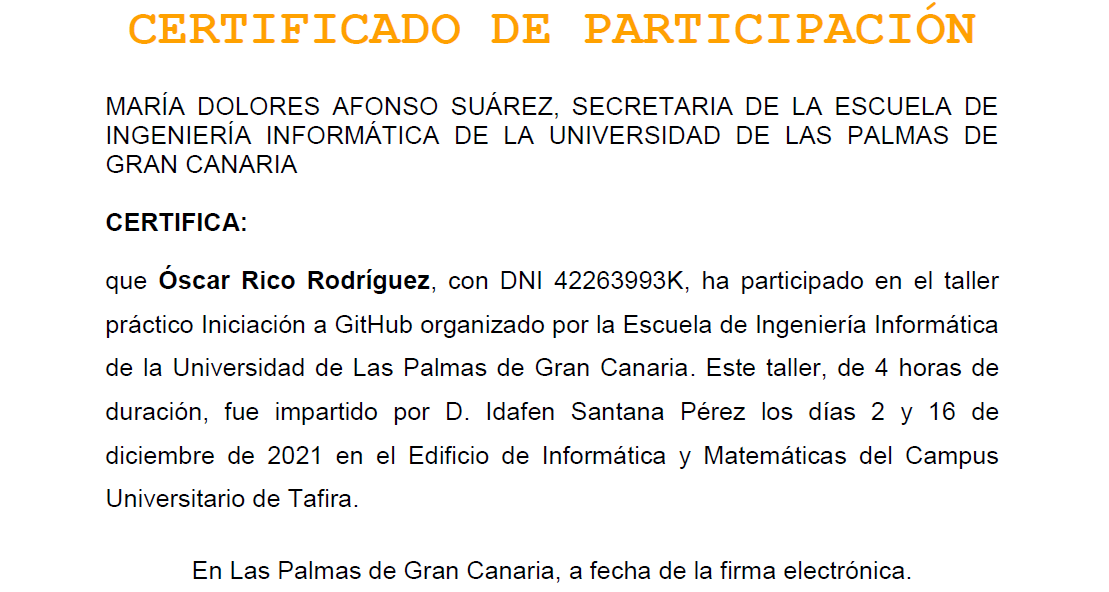 CERTIFICADO DE PARTICIPACIÓN
MARÍA DOLORES AFONSO SUÁREZ, SECRETARIA DE LA ESCUELA DE
INGENIERÍA INFORMÁTICA DE LA UNIVERSIDAD DE LAS PALMAS DE
GRAN CANARIA
CERTIFICA:
que Óscar Rico Rodríguez, con DNI 42263993K, ha participado en el taller
práctico Iniciación a GitHub organizado por la Escuela de Ingeniería Informática
de la Universidad de Las Palmas de Gran Canaria. Este taller, de 4 horas de
duración, fue impartido por D. Idafen Santana Pérez los días 2 y 16 de
diciembre de 2021 en el Edificio de Informática y Matemáticas del Campus
Universitario de Tafira.
En Las Palmas de Gran Canaria, a fecha de la firma electrónica.